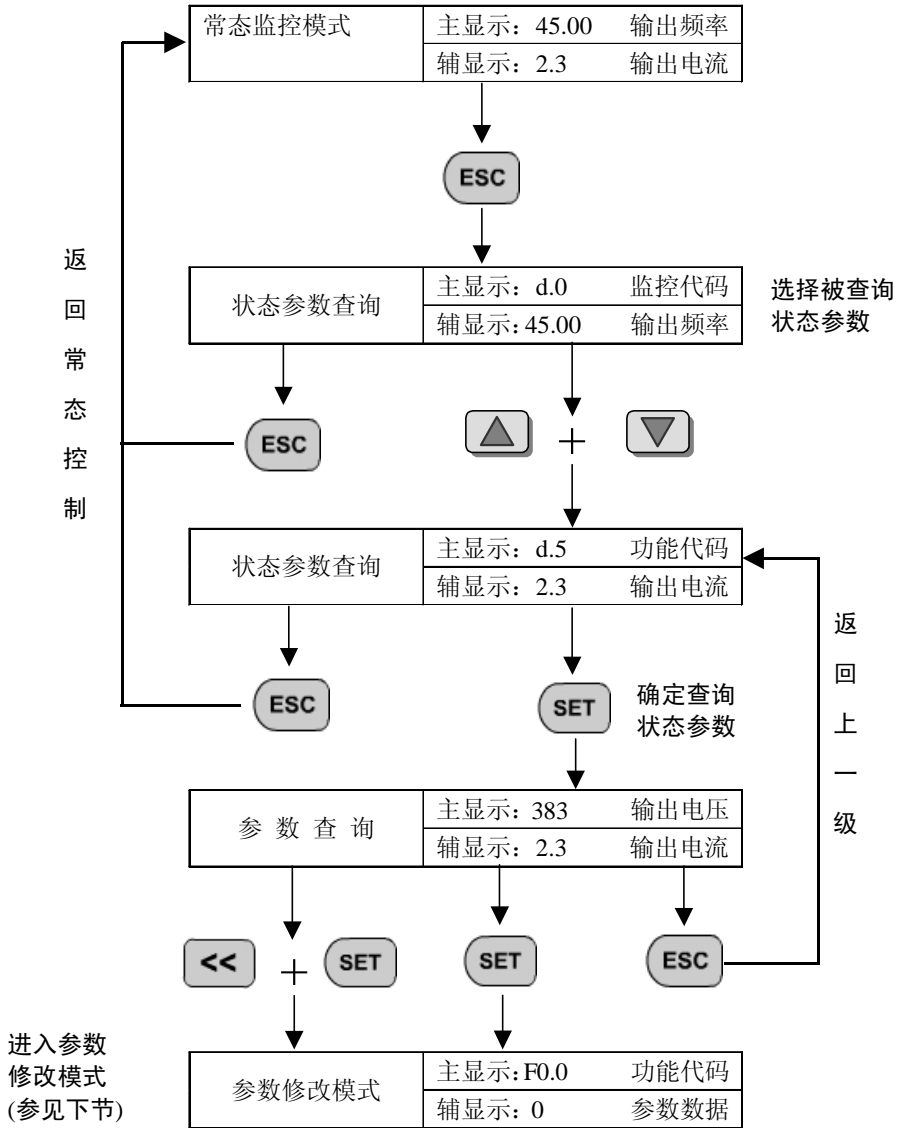 常态监控模式 主显示：45.00 输出频率
辅显示：2.3 输出电流
ESC
状态参数查询 主显示：d.0 监控代码
辅显示：45.00 输出频率
选择被查询
状态参数
返
回
常
态
控
制
ESC
+
状态参数查询 主显示：d.5 功能代码
辅显示：2.3 输出电流
ESC
SET
确定查询
状态参数
返
回
上
一
级
参 数 查 询 主显示：383 输出电压
辅显示：2.3 输出电流
<< + SET SET ESC
进入参数
修改模式
(参见下节)
参数修改模式 主显示:F0.0 功能代码
辅显示：0 参数数据